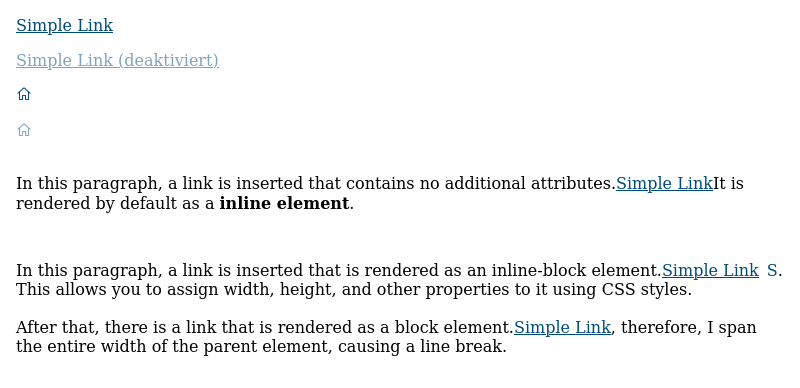 Simple Link
Simple Link (deaktiviert)
In this paragraph, a link is inserted that contains no additional attributes.Simple LinkIt is
rendered by default as a inline element.
In this paragraph, a link is inserted that is rendered as an inline-block element.Simple Link S.
This allows you to assign width, height, and other properties to it using CSS styles.
After that, there is a link that is rendered as a block element.Simple Link, therefore, I span
the entire width of the parent element, causing a line break.